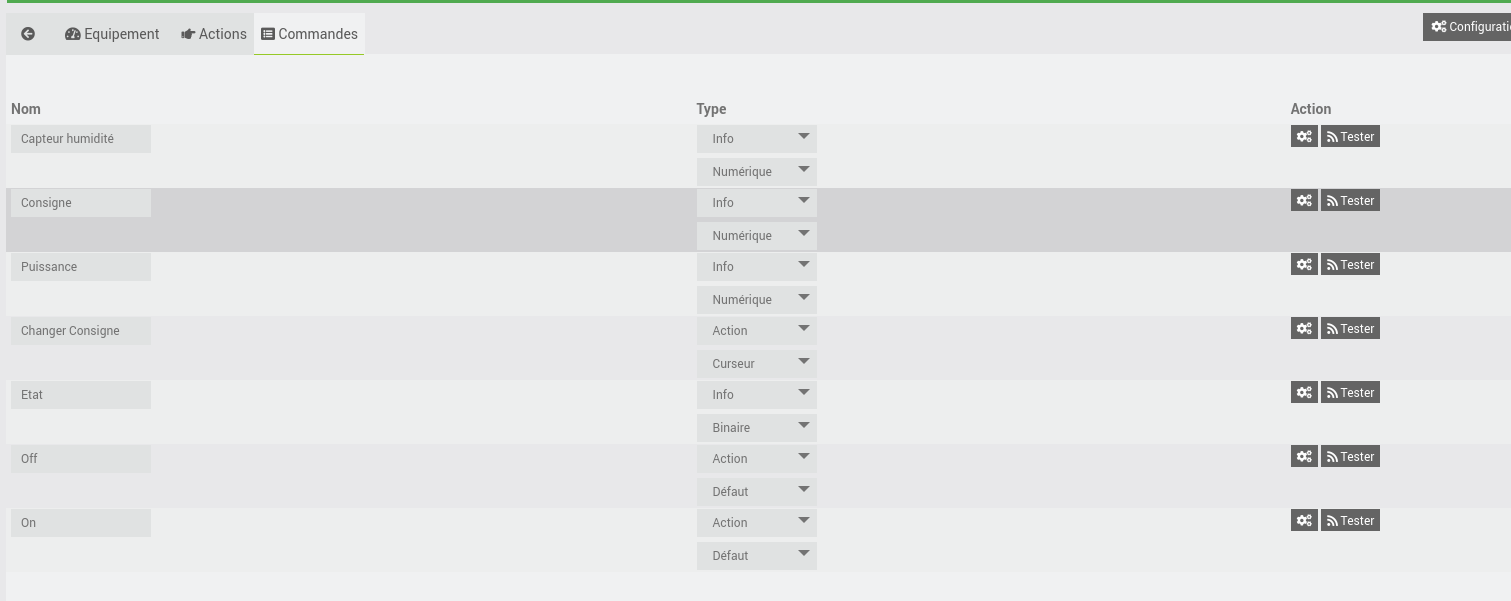 Equipement Actions Commandes Configurati
Nom Type Action
Capteur humidité Info Tester
Numérique
Consigne Info Tester
Numérique
Puissance Info Tester
Numérique
Changer Consigne Action Tester
Curseur
Etat Info Tester
Binaire
Off Action Tester
Défaut
On Action Tester
Défaut